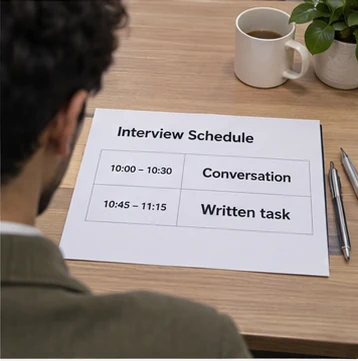 Interview Schedule
10:00 – 10:30 Conversation
10:45 – 11:15 Written task